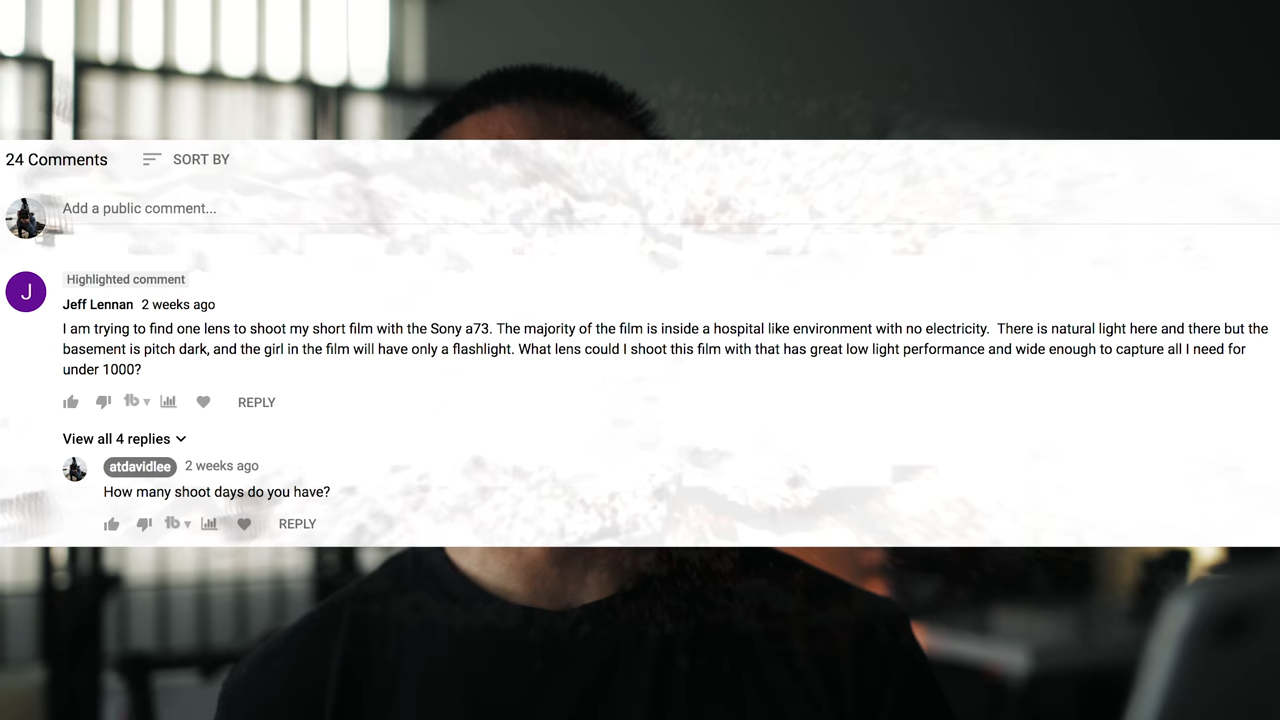 24 Comments SORT BY
Add a public comment...
J
Highlighted comment
Jeff Lennan 2 weeks ago
I am trying to find one lens to shoot my short film with the Sony a73. The majority of the film is inside a hospital like environment with no electricity. There is natural light here and there but the
basement is pitch dark, and the girl in the film will have only a flashlight. What lens could I shoot this film with that has great low light performance and wide enough to capture all I need for
under 1000?
tb REPLY
View all 4 replies
atdavidlee 2 weeks ago
How many shoot days do you have?
tb REPLY